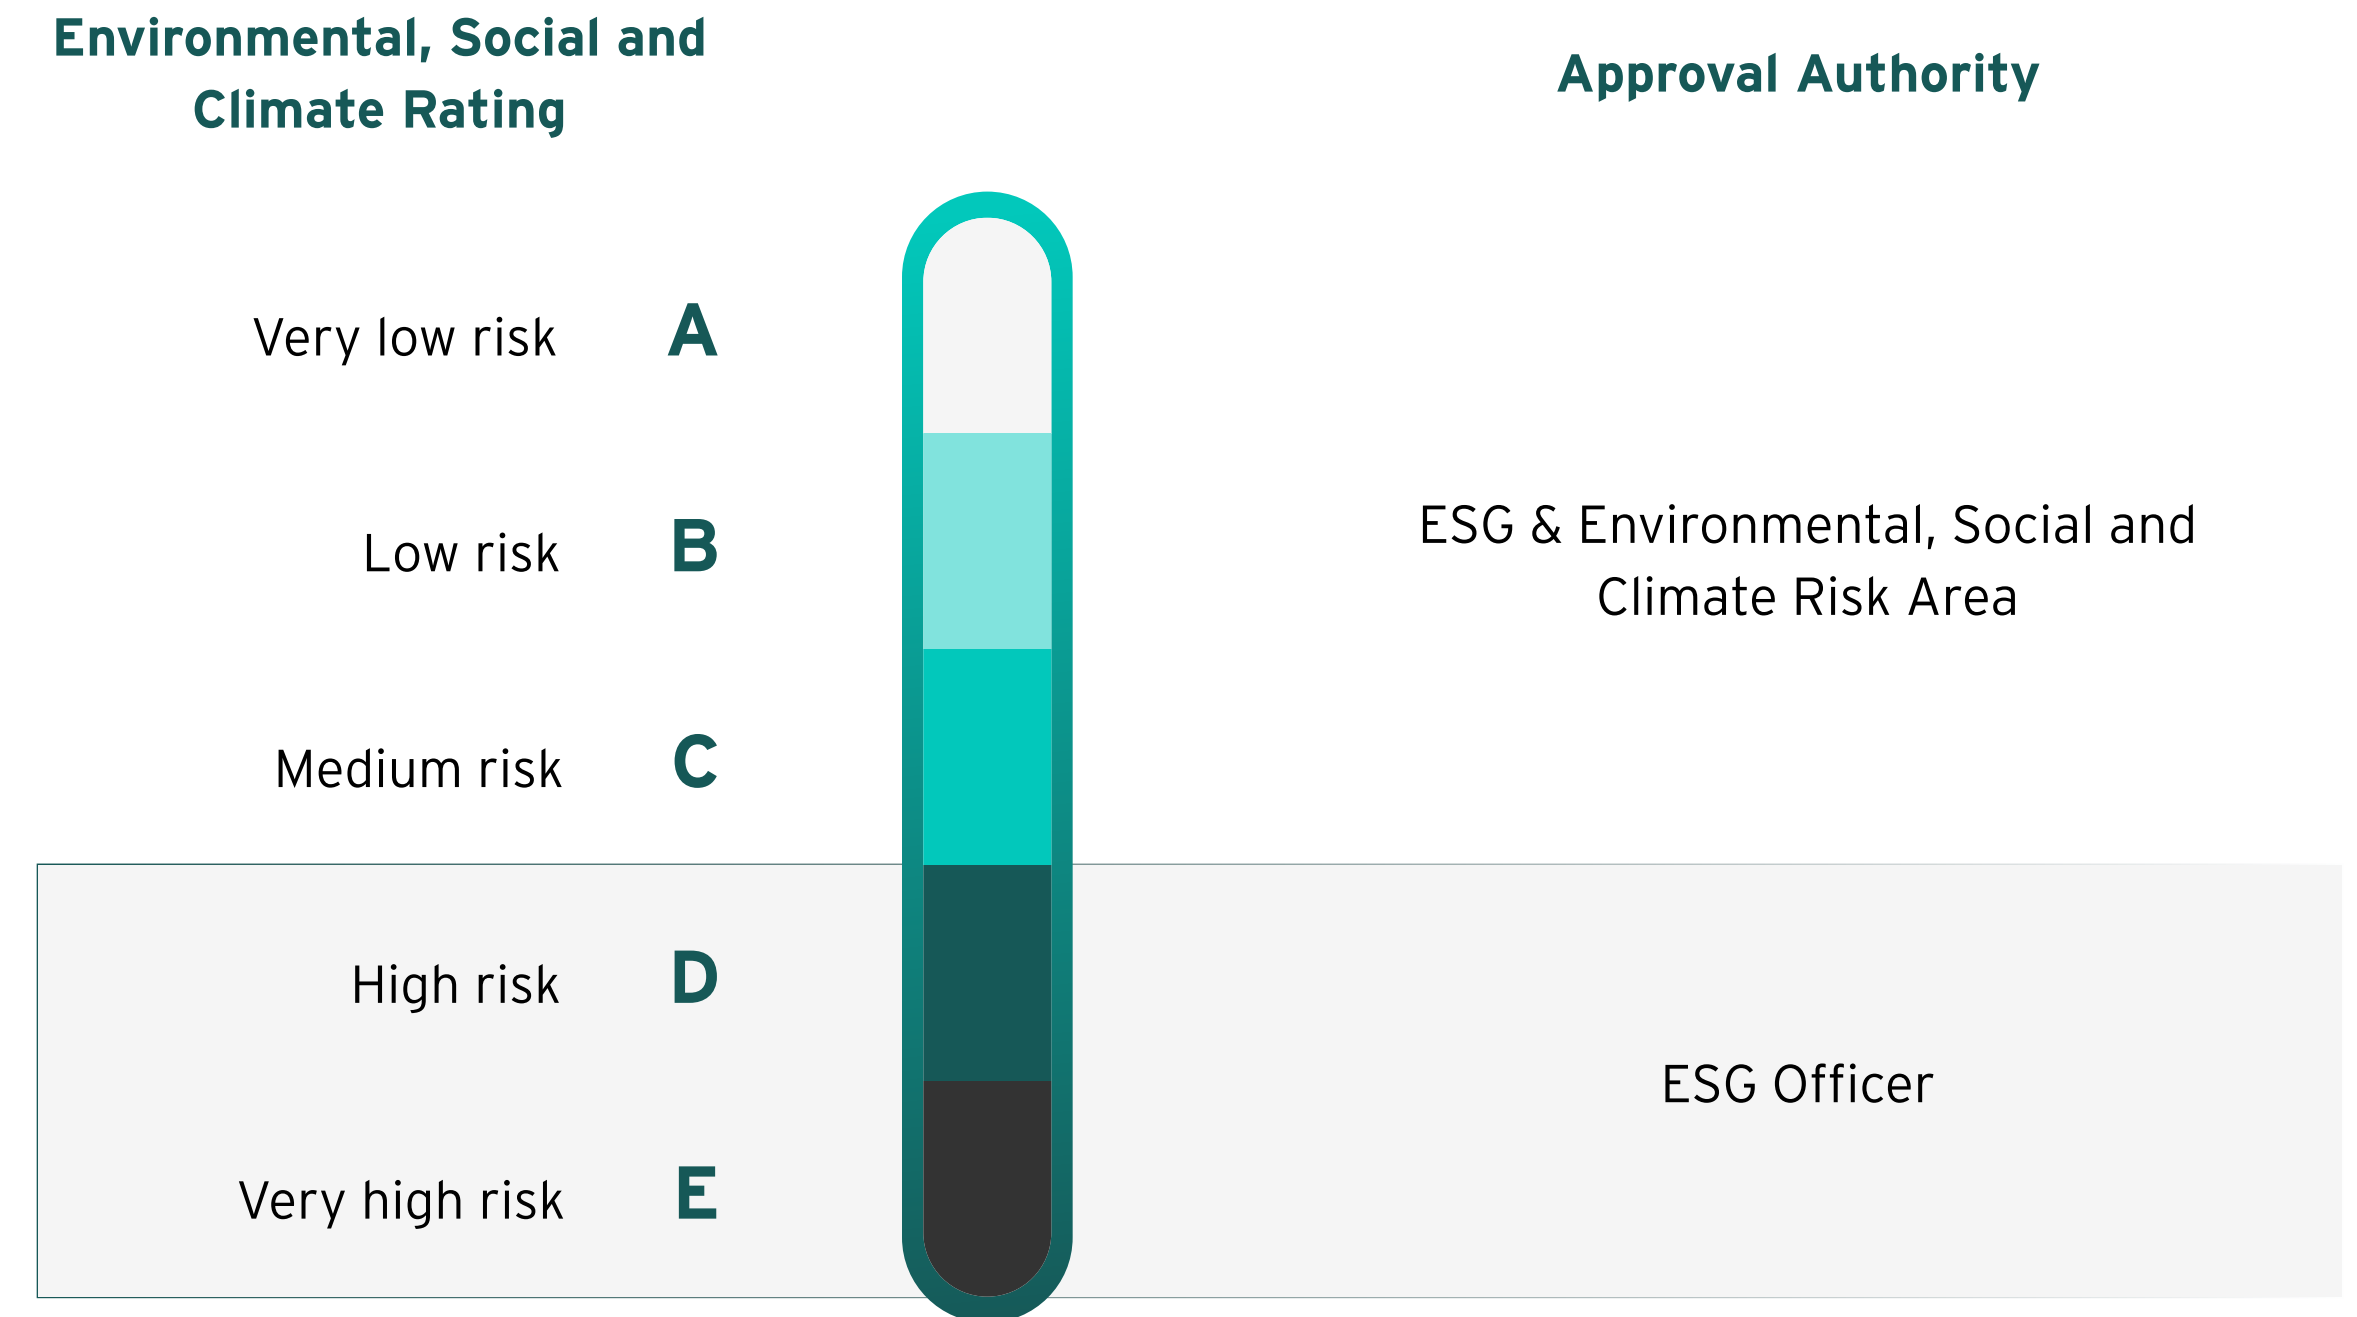 Environmental, Social and
Climate Rating
Approval Authority
Very low risk A
Low risk B
Medium risk C
ESG & Environmental, Social and
Climate Risk Area
High risk D
Very high risk E
ESG Officer